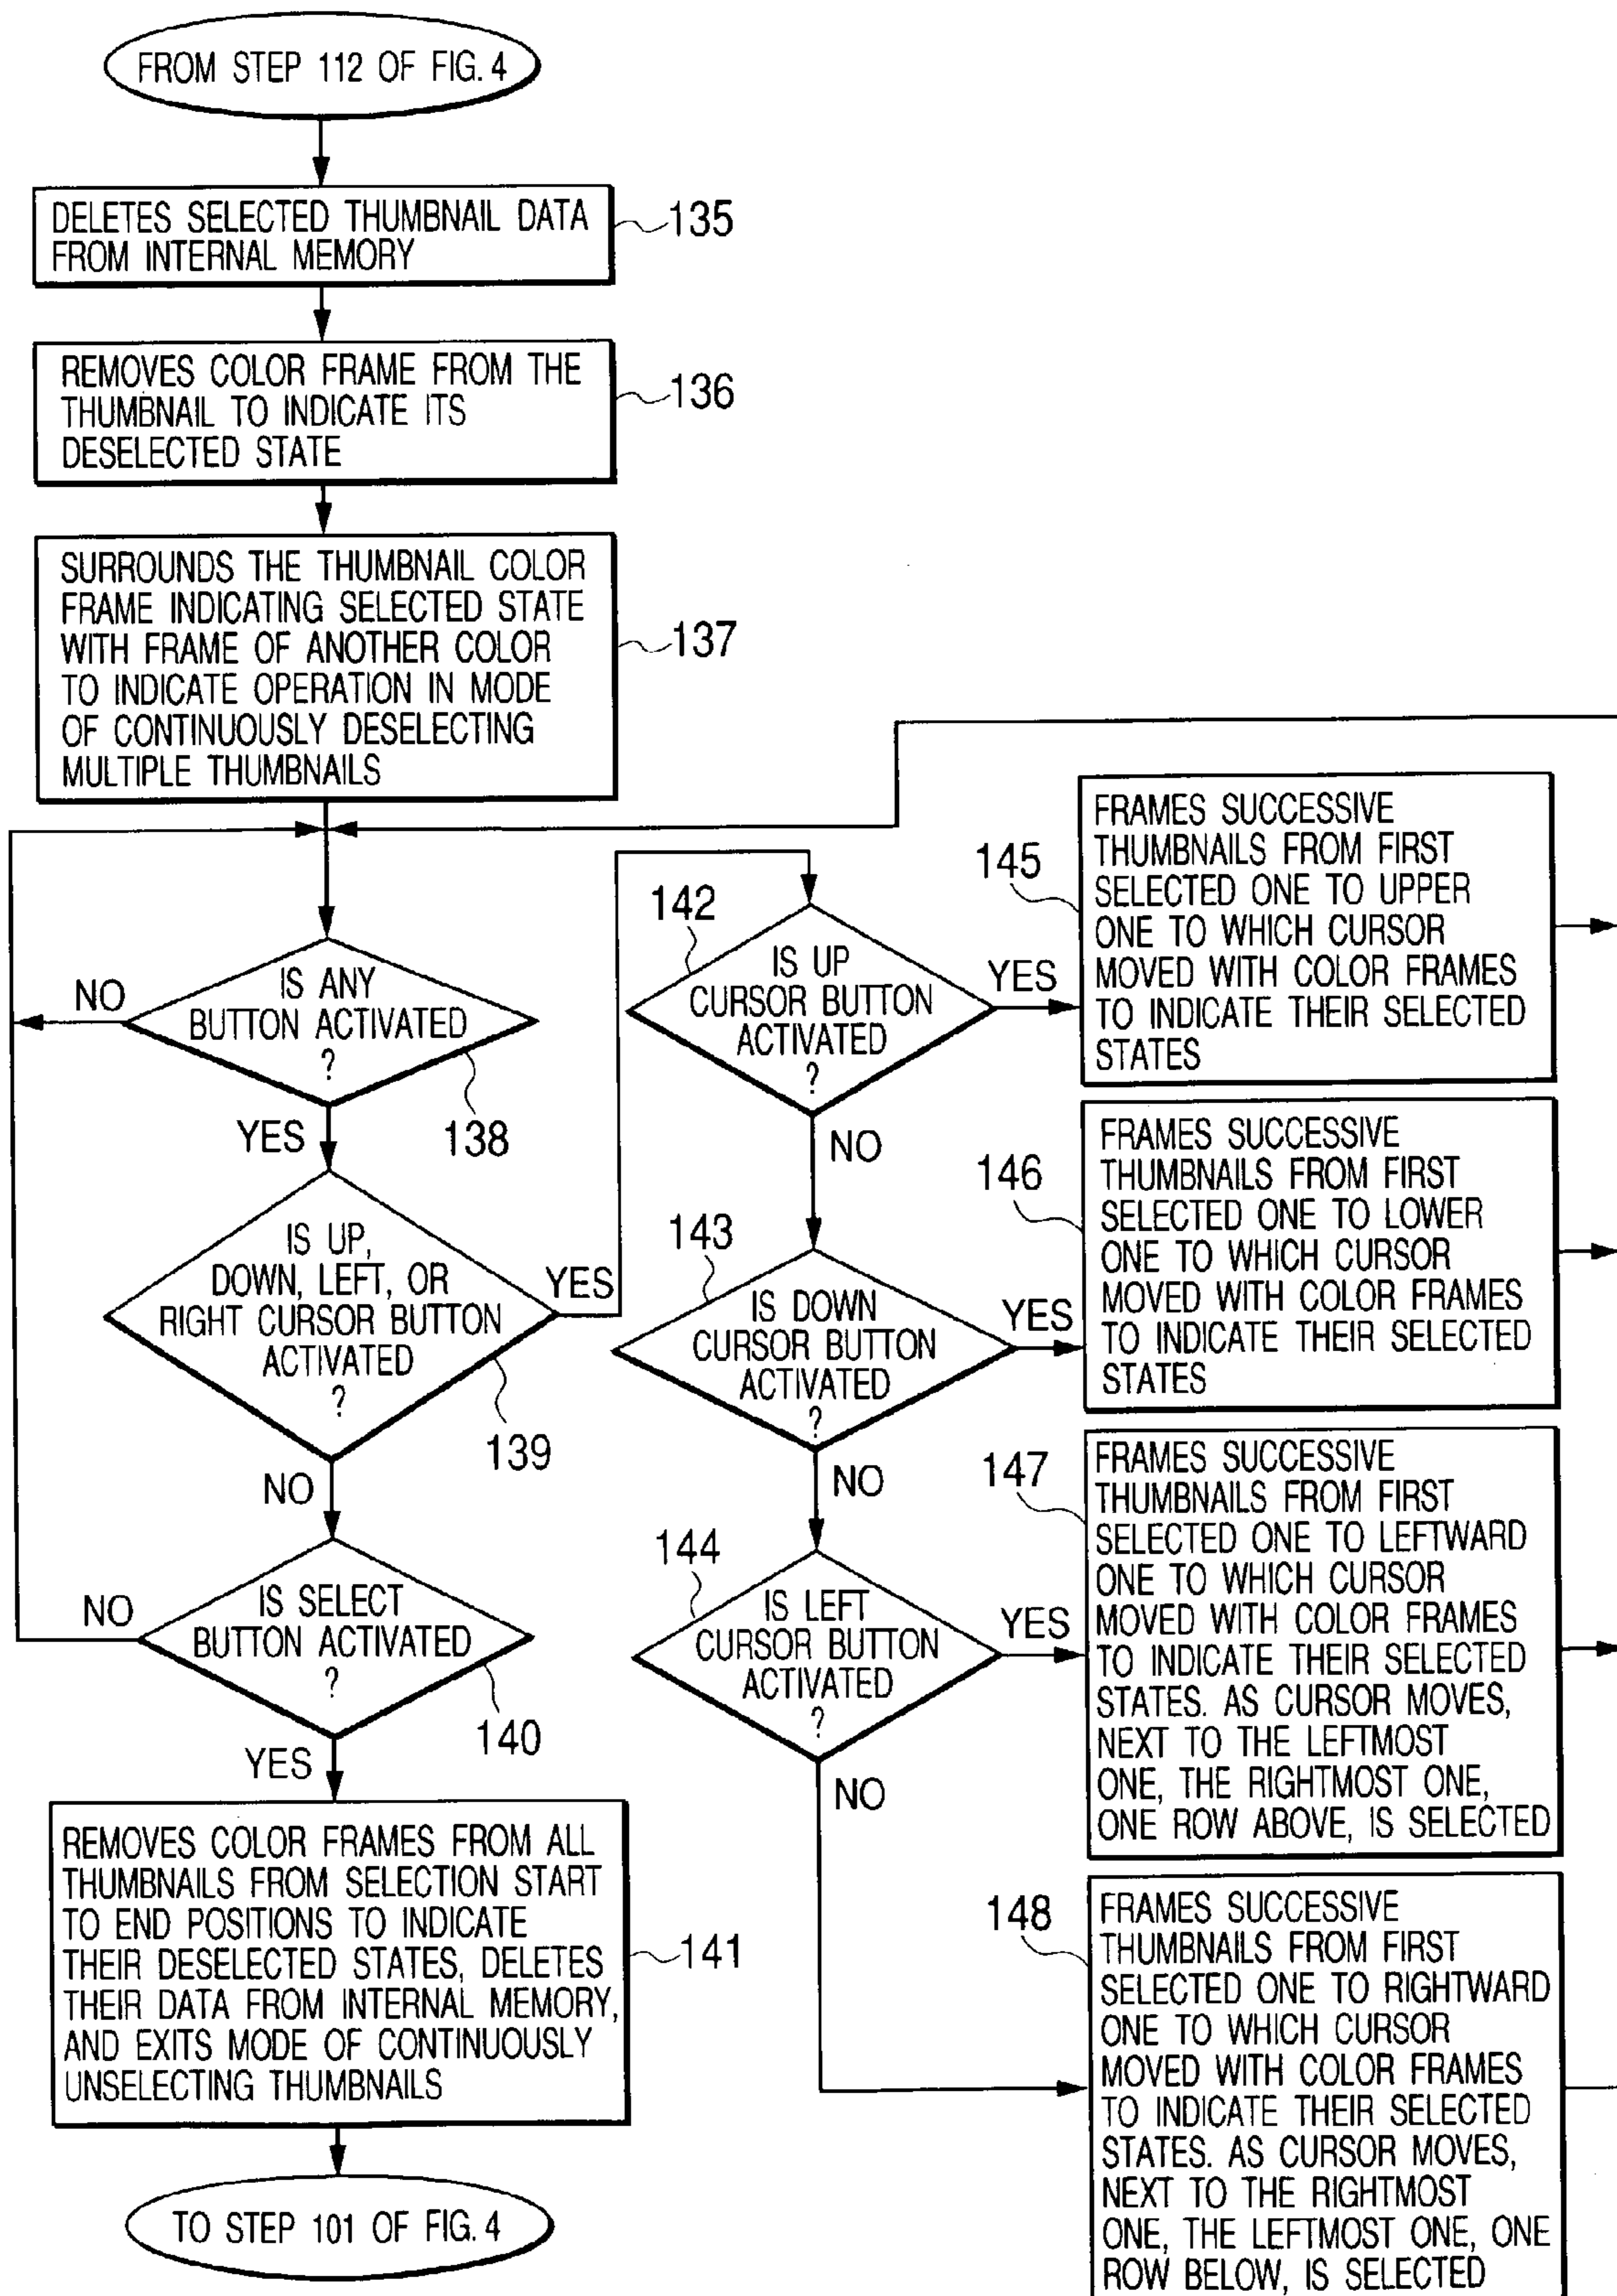 FROM STEP 112 OF FIG. 4
DELETES SELECTED THUMBNAIL DATA
FROM INTERNAL MEMORY
135
REMOVES COLOR FRAME FROM THE
THUMBNAIL TO INDICATE ITS
DESELECTED STATE
136
SURROUNDS THE THUMBNAIL COLOR
FRAME INDICATING SELECTED STATE
WITH FRAME OF ANOTHER COLOR
TO INDICATE OPERATION IN MODE
OF CONTINUOUSLY DESELECTING
MULTIPLE THUMBNAILS
137
IS ANY
BUTTON ACTIVATED
?
NO
YES
138
IS UP,
DOWN, LEFT, OR
RIGHT CURSOR BUTTON
ACTIVATED
?
YES
139
NO
IS SELECT
BUTTON ACTIVATED
?
NO
140
YES
REMOVES COLOR FRAMES FROM ALL
THUMBNAILS FROM SELECTION START
TO END POSITIONS TO INDICATE
THEIR DESELECTED STATES, DELETES
THEIR DATA FROM INTERNAL MEMORY,
AND EXITS MODE OF CONTINUOUSLY
UNSELECTING THUMBNAILS
141
TO STEP 101 OF FIG. 4
142
IS UP
CURSOR BUTTON
ACTIVATED
?
YES
NO
143
IS DOWN
CURSOR BUTTON
ACTIVATED
?
YES
NO
144
IS LEFT
CURSOR BUTTON
ACTIVATED
?
YES
NO
145
FRAMES SUCCESSIVE
THUMBNAILS FROM FIRST
SELECTED ONE TO UPPER
ONE TO WHICH CURSOR
MOVED WITH COLOR FRAMES
TO INDICATE THEIR SELECTED
STATES
146
FRAMES SUCCESSIVE
THUMBNAILS FROM FIRST
SELECTED ONE TO LOWER
ONE TO WHICH CURSOR
MOVED WITH COLOR FRAMES
TO INDICATE THEIR SELECTED
STATES
147
FRAMES SUCCESSIVE
THUMBNAILS FROM FIRST
SELECTED ONE TO LEFTWARD
ONE TO WHICH CURSOR
MOVED WITH COLOR FRAMES
TO INDICATE THEIR SELECTED
STATES. AS CURSOR MOVES,
NEXT TO THE LEFTMOST
ONE, THE RIGHTMOST ONE,
ONE ROW ABOVE, IS SELECTED
148
FRAMES SUCCESSIVE
THUMBNAILS FROM FIRST
SELECTED ONE TO RIGHTWARD
ONE TO WHICH CURSOR
MOVED WITH COLOR FRAMES
TO INDICATE THEIR SELECTED
STATES. AS CURSOR MOVES,
NEXT TO THE RIGHTMOST
ONE, THE LEFTMOST ONE, ONE
ROW BELOW, IS SELECTED